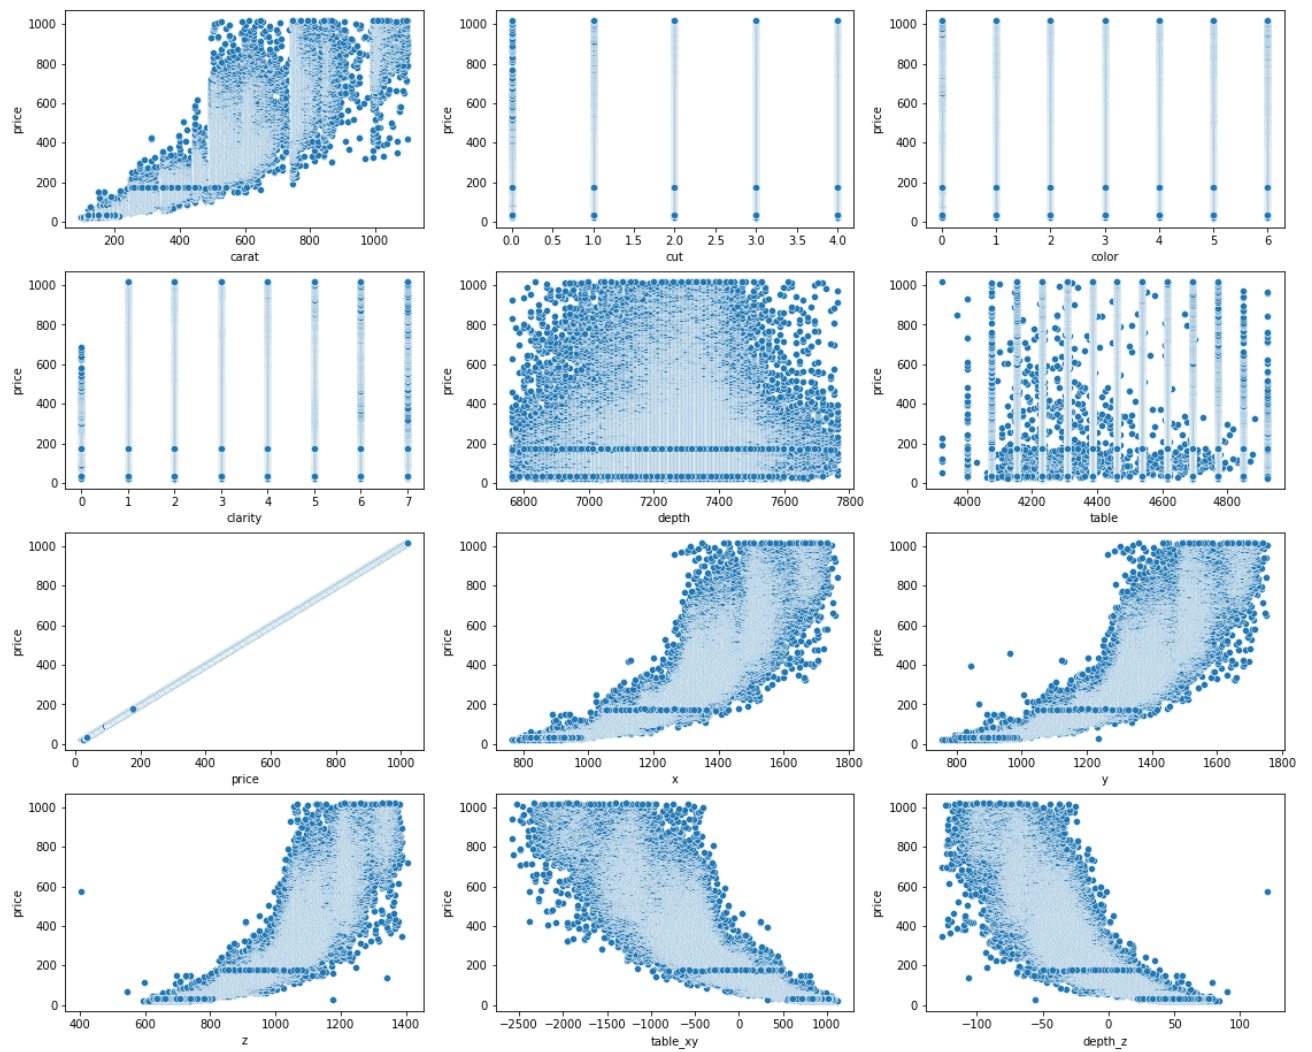 price
1000
800
600
400
200
0
200 400 600 800 1000
carat
price
1000
800
600
400
200
0
0.0 0.5 1.0 1.5 2.0 2.5 3.0 3.5 4.0
cut
price
1000
800
600
400
200
0
0 1 2 3 4 5 6
color
price
1000
800
600
400
200
0
0 1 2 3 4 5 6 7
clarity
price
1000
800
600
400
200
0
6800 7000 7200 7400 7600 7800
depth
price
1000
800
600
400
200
0
4000 4200 4400 4600 4800
table
price
1000
800
600
400
200
0
0 200 400 600 800 1000
price
price
1000
800
600
400
200
0
800 1000 1200 1400 1600 1800
x
price
1000
800
600
400
200
0
800 1000 1200 1400 1600 1800
y
price
1000
800
600
400
200
0
400 600 800 1000 1200 1400
z
price
1000
800
600
400
200
0
−2500 −2000 −1500 −1000 −500 0 500 1000
table_xy
price
1000
800
600
400
200
0
−100 −50 0 50 100
depth_z